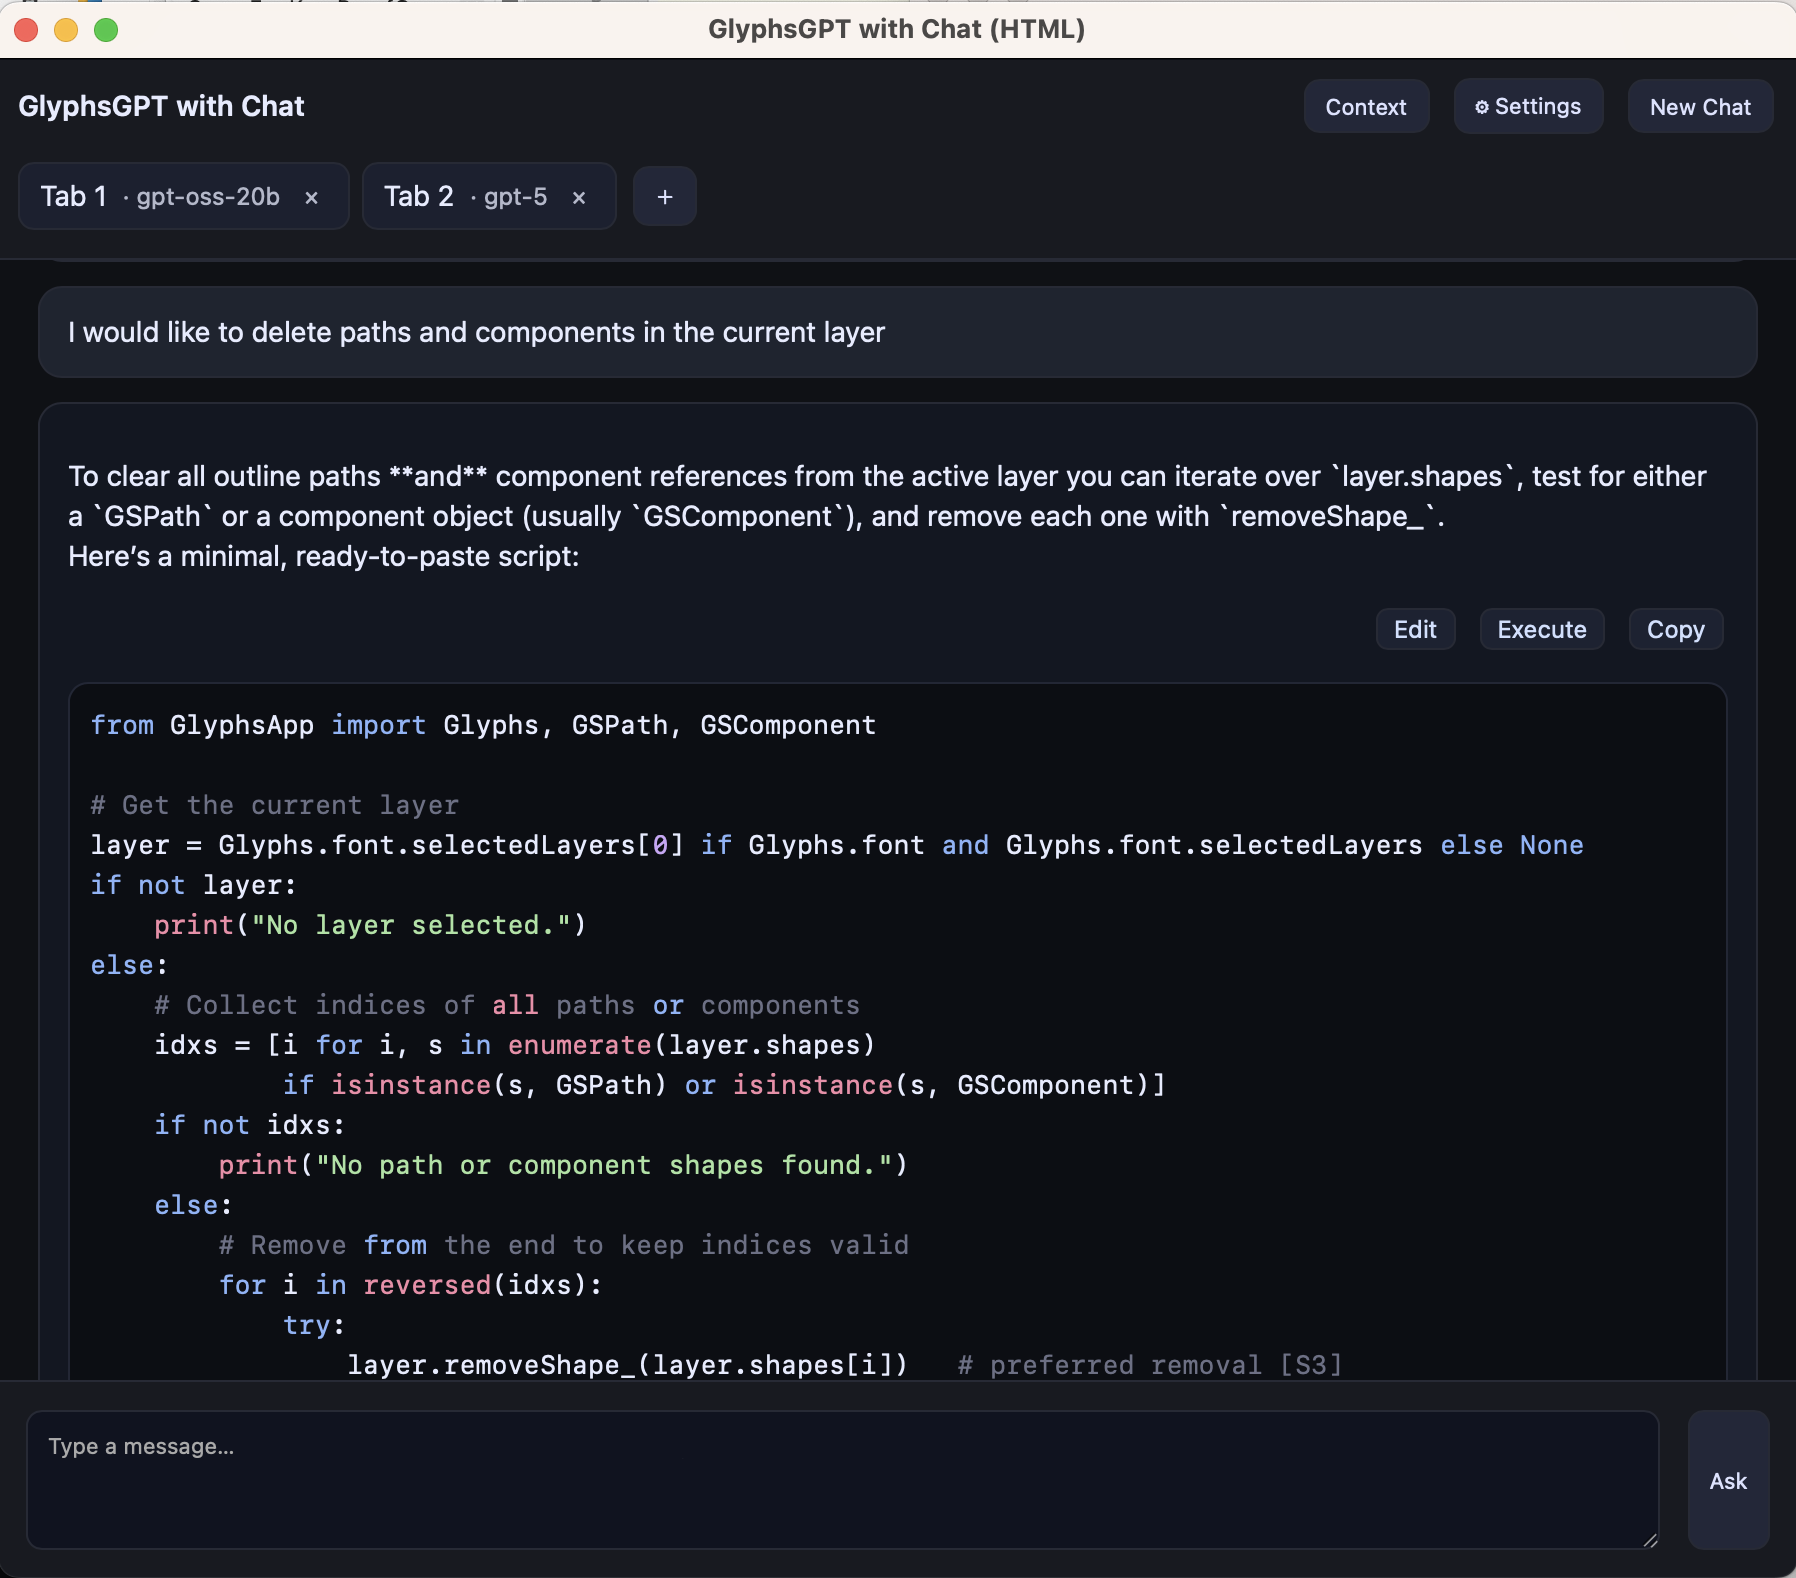 GlyphsGPT with Chat (HTML)
GlyphsGPT with Chat
Context
⚙ Settings
New Chat
Tab 1 · gpt-oss-20b ×
Tab 2 · gpt-5 ×
+
I would like to delete paths and components in the current layer
To clear all outline paths **and** component references from the active layer you can iterate over `layer.shapes`, test for either
a `GSPath` or a component object (usually `GSComponent`), and remove each one with `removeShape_`.
Here’s a minimal, ready-to-paste script:
Edit
Execute
Copy
from GlyphsApp import Glyphs, GSPath, GSComponent
# Get the current layer
layer = Glyphs.font.selectedLayers[0] if Glyphs.font and Glyphs.font.selectedLayers else None
if not layer:
    print("No layer selected.")
else:
    # Collect indices of all paths or components
    idxs = [i for i, s in enumerate(layer.shapes)
            if isinstance(s, GSPath) or isinstance(s, GSComponent)]
    if not idxs:
        print("No path or component shapes found.")
    else:
        # Remove from the end to keep indices valid
        for i in reversed(idxs):
            try:
                layer.removeShape_(layer.shapes[i])   # preferred removal [S3]
Type a message...
Ask